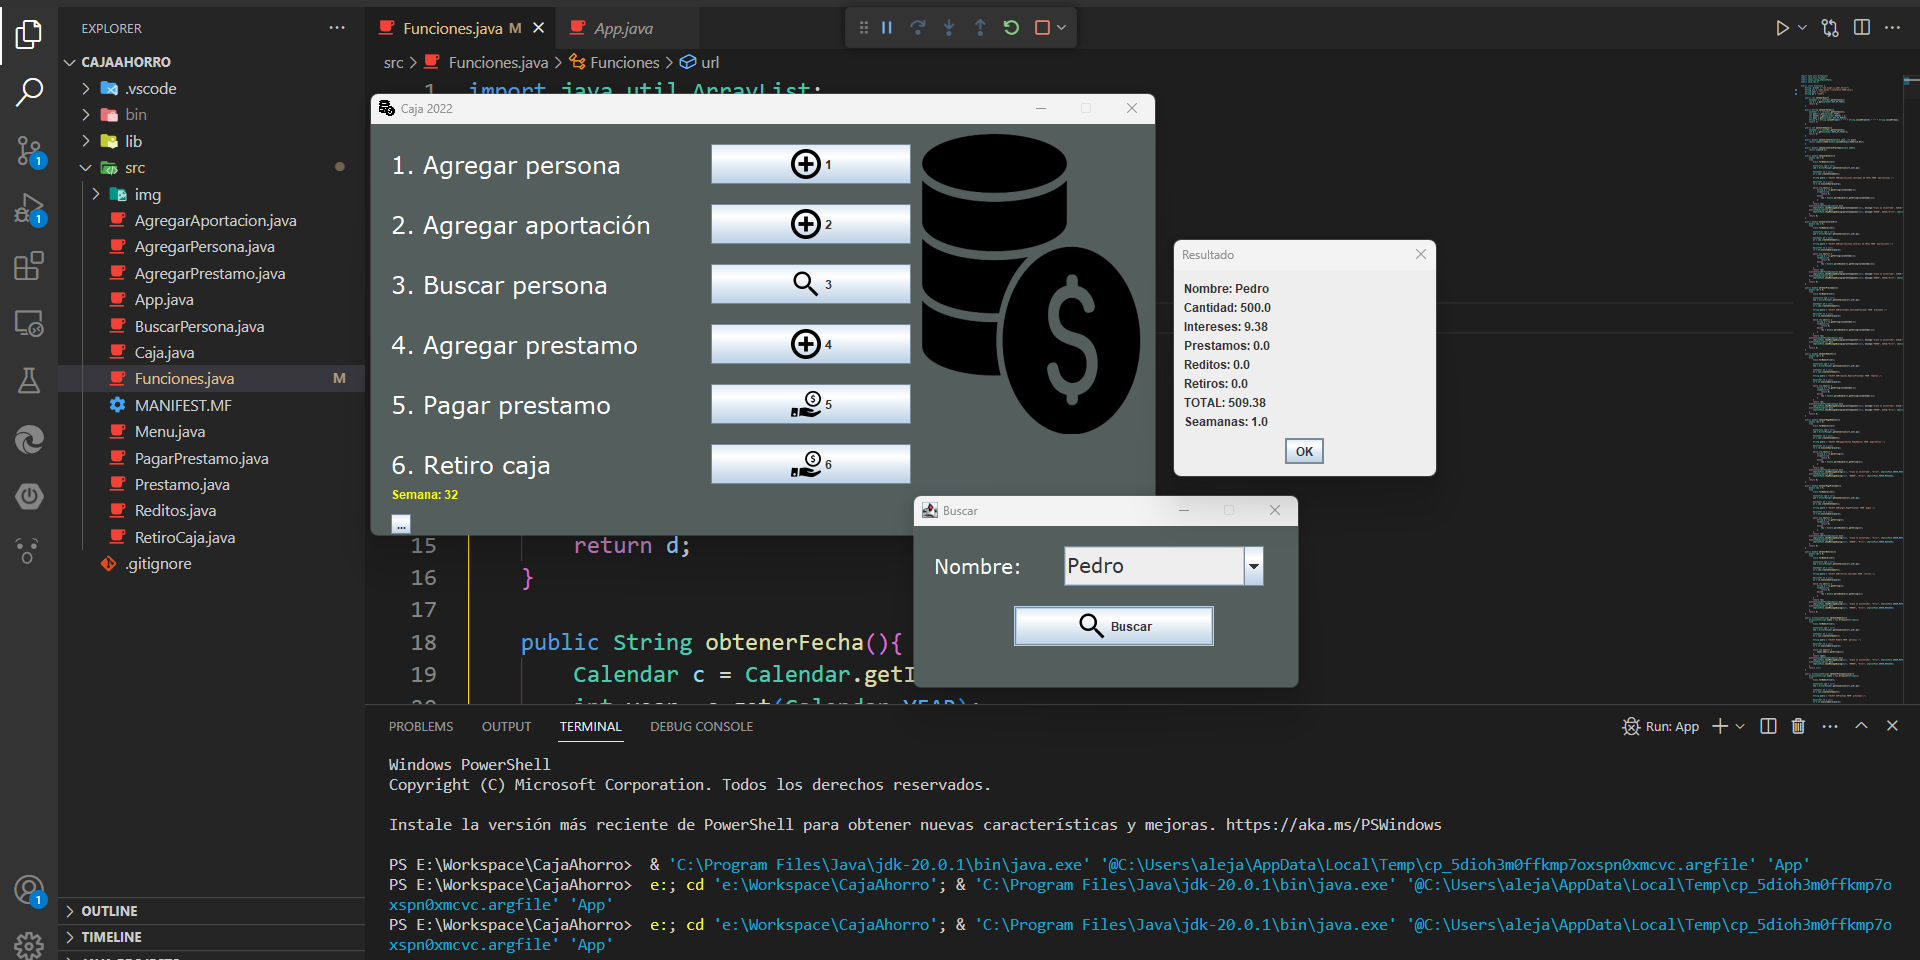 EXPLORER
CAJAAHORRO
.vscode
bin
lib
src
img
AgregarAportacion.java
AgregarPersona.java
AgregarPrestamo.java
App.java
BuscarPersona.java
Caja.java
Funciones.java M
MANIFEST.MF
Menu.java
PagarPrestamo.java
Prestamo.java
Reditos.java
RetiroCaja.java
.gitignore
OUTLINE
TIMELINE
1
1
1
Funciones.java M
App.java
src > Funciones.java > Funciones > url
1 import java.util.ArrayList;
Caja 2022
1. Agregar persona
1
2. Agregar aportación
2
3. Buscar persona
3
4. Agregar prestamo
4
5. Pagar prestamo
5
6. Retiro caja
6
Semana: 32
...
$
Resultado
Nombre: Pedro
Cantidad: 500.0
Intereses: 9.38
Prestamos: 0.0
Reditos: 0.0
Retiros: 0.0
TOTAL: 509.38
Seamanas: 1.0
OK
Buscar
Nombre: Pedro
Buscar
15 return d;
16 }
17
18 public String obtenerFecha(){
19 Calendar c = Calendar.getI
PROBLEMS OUTPUT TERMINAL DEBUG CONSOLE
Run: App
Windows PowerShell
Copyright (C) Microsoft Corporation. Todos los derechos reservados.
Instale la versión más reciente de PowerShell para obtener nuevas características y mejoras. https://aka.ms/PSWindows
PS E:\Workspace\CajaAhorro>  & 'C:\Program Files\Java\jdk-20.0.1\bin\java.exe' '@C:\Users\aleja\AppData\Local\Temp\cp_5dioh3m0ffkmp7oxspn0xmcvc.argfile' 'App'
PS E:\Workspace\CajaAhorro>  e:; cd 'e:\Workspace\CajaAhorro'; & 'C:\Program Files\Java\jdk-20.0.1\bin\java.exe' '@C:\Users\aleja\AppData\Local\Temp\cp_5dioh3m0ffkmp7o
xspn0xmcvc.argfile' 'App'
PS E:\Workspace\CajaAhorro>  e:; cd 'e:\Workspace\CajaAhorro'; & 'C:\Program Files\Java\jdk-20.0.1\bin\java.exe' '@C:\Users\aleja\AppData\Local\Temp\cp_5dioh3m0ffkmp7o
xspn0xmcvc.argfile' 'App'